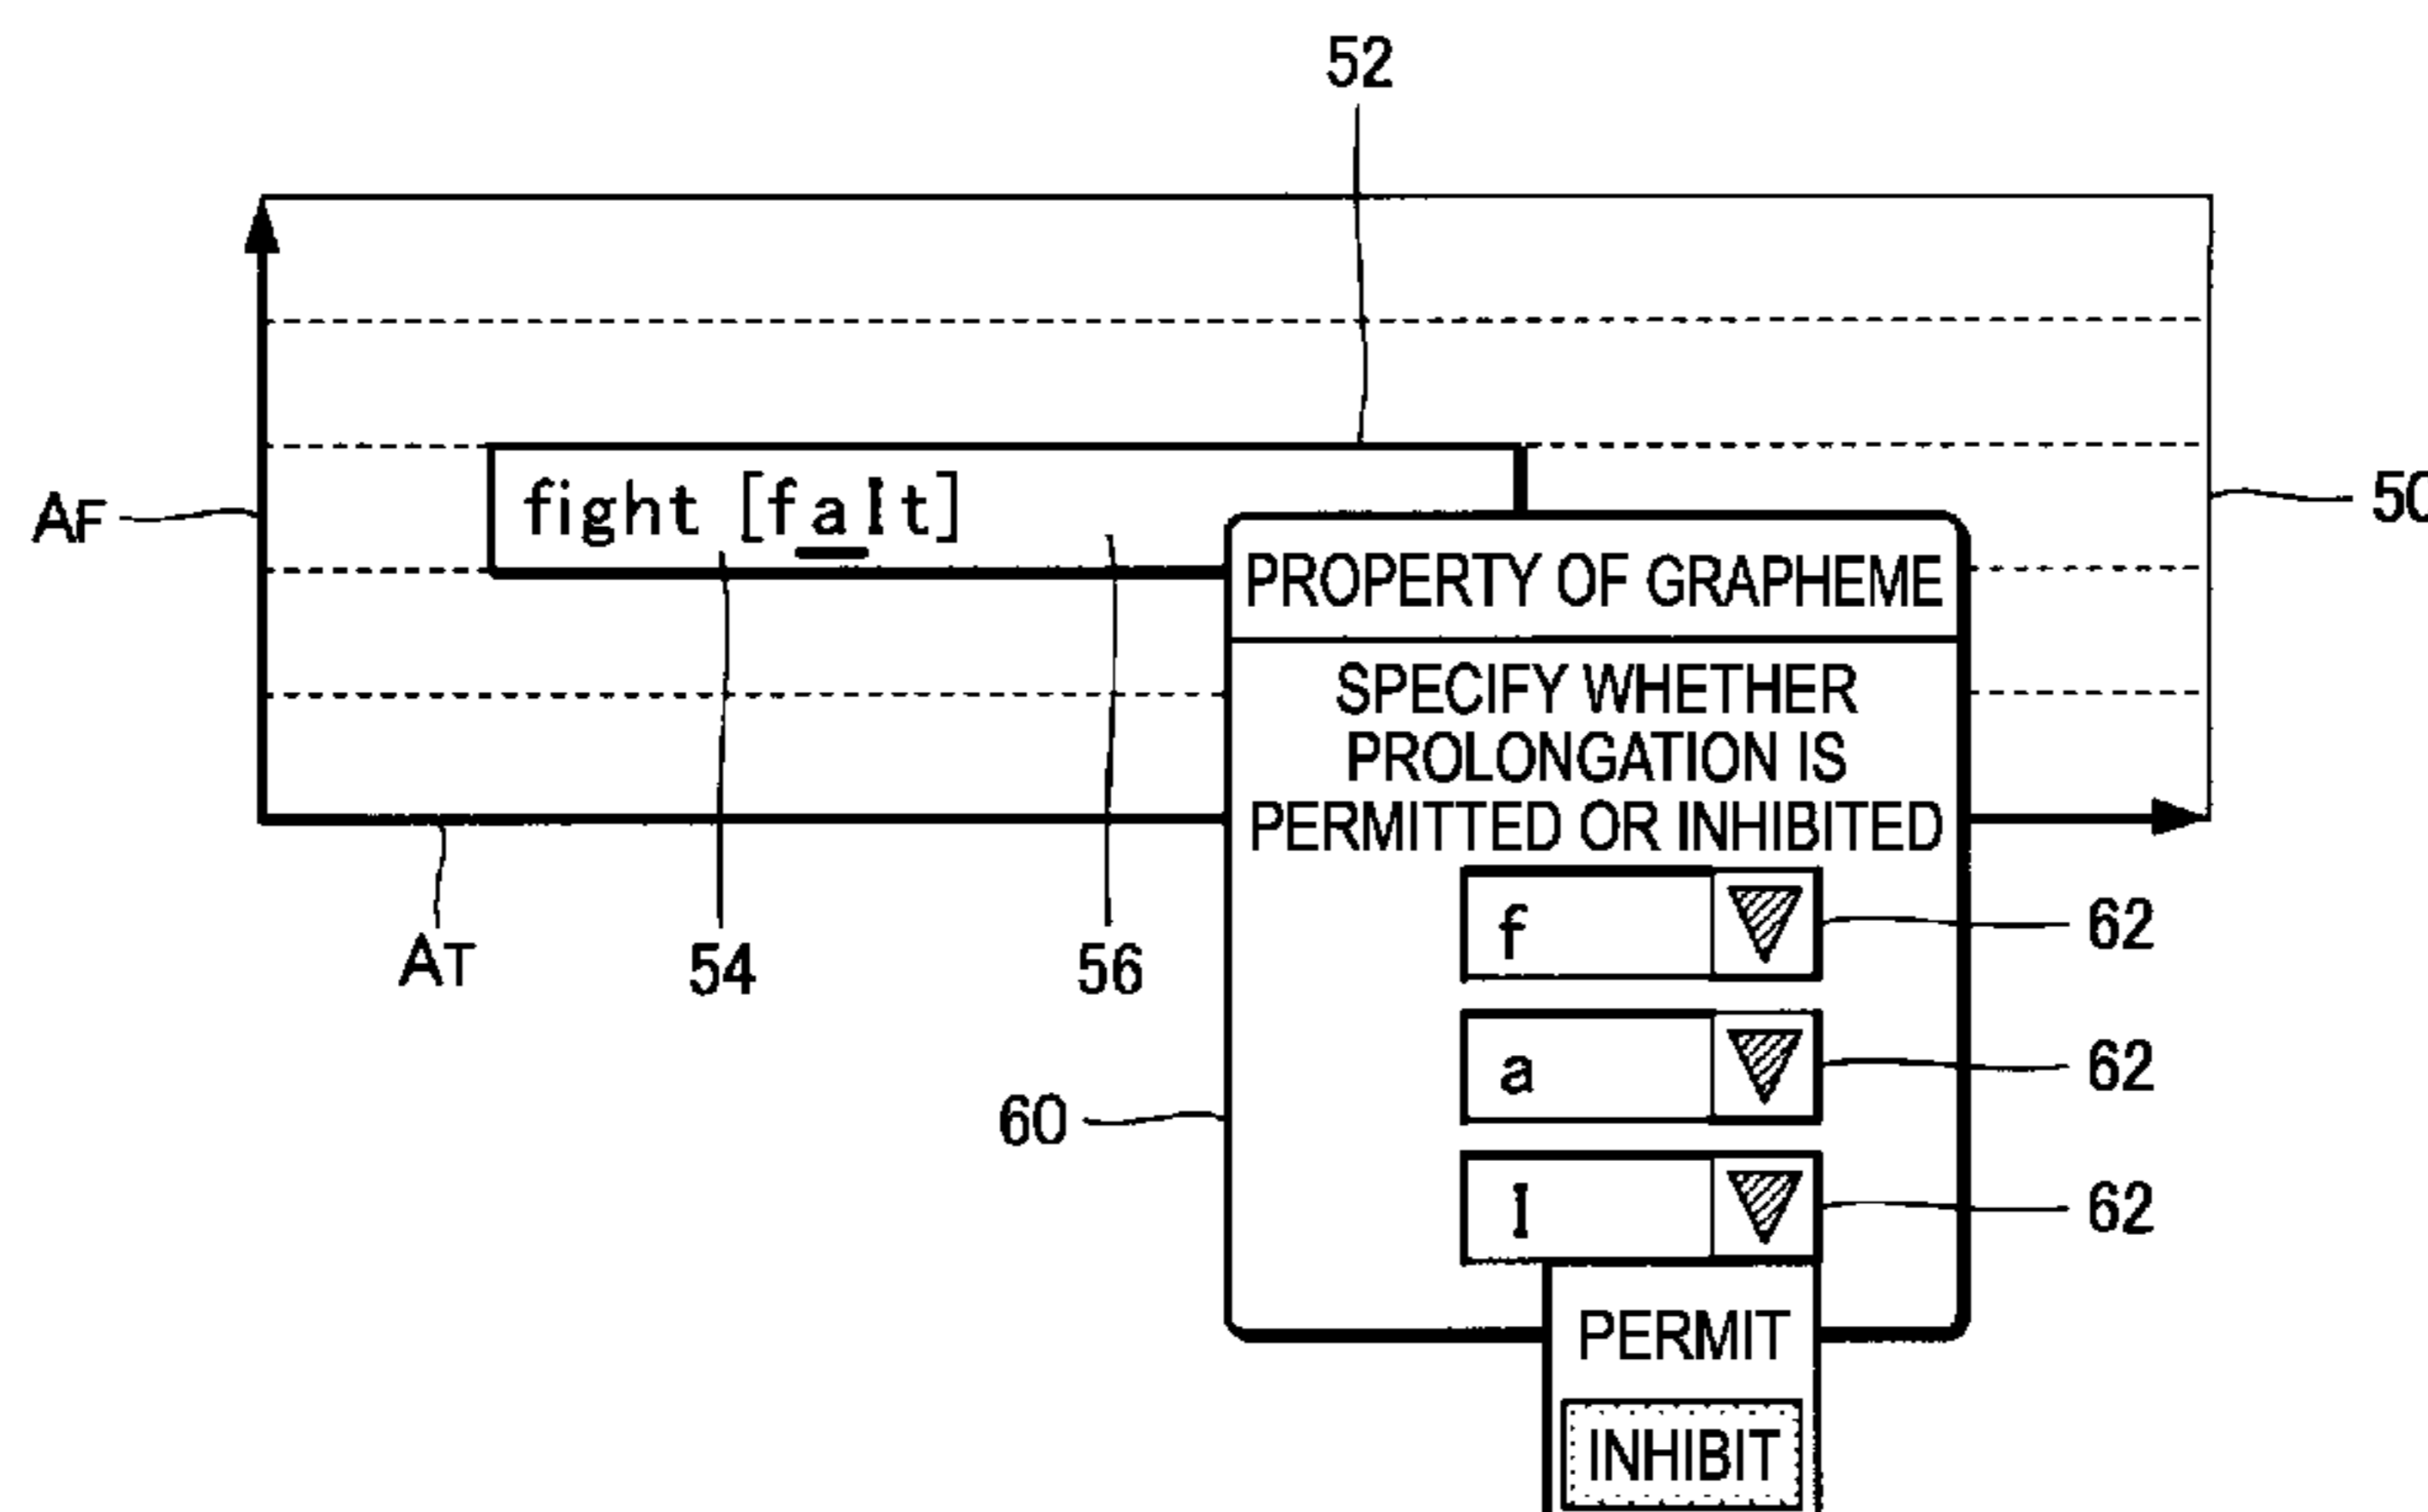 52
AF
fight [faIt]
50
PROPERTY OF GRAPHEME
SPECIFY WHETHER
PROLONGATION IS
PERMITTED OR INHIBITED
AT
54
56
f
62
a
62
60
I
62
PERMIT
INHIBIT